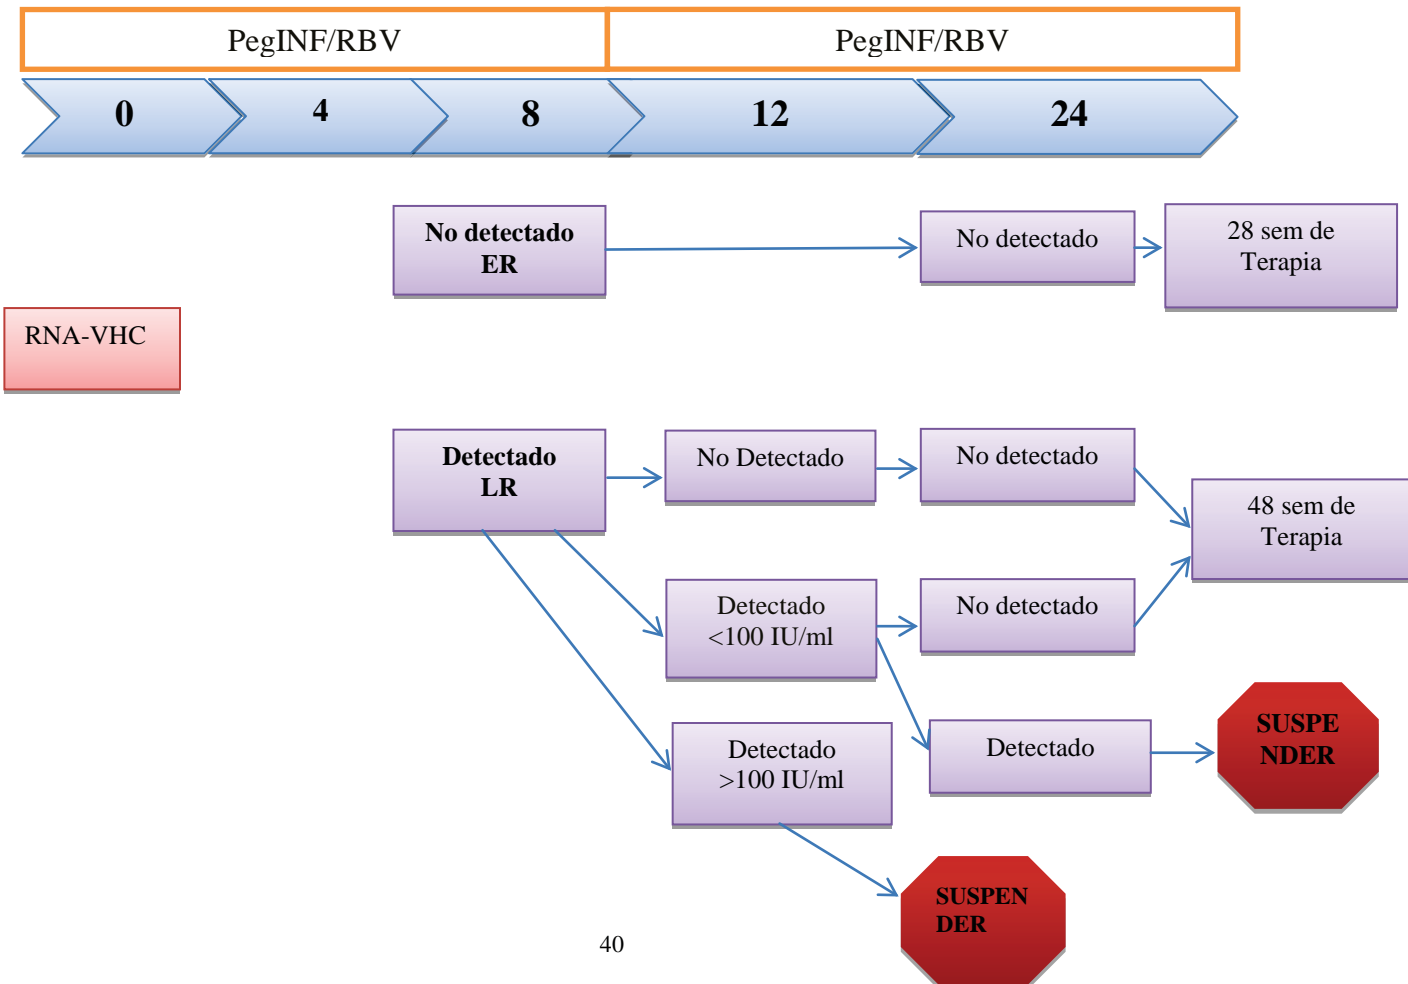 PegINF/RBV
PegINF/RBV
0
4
8
12
24
No detectado
ER
No detectado
28 sem de
Terapia
RNA-VHC
Detectado
LR
No Detectado
No detectado
48 sem de
Terapia
Detectado
<100 IU/ml
No detectado
Detectado
>100 IU/ml
Detectado
SUSPE
NDER
SUSPEN
DER
40